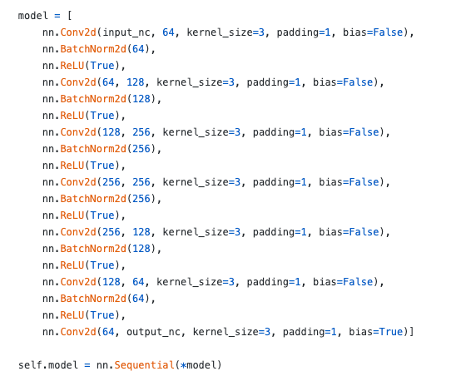 model = [
    nn.Conv2d(input_nc, 64, kernel_size=3, padding=1, bias=False),
    nn.BatchNorm2d(64),
    nn.ReLU(True),
    nn.Conv2d(64, 128, kernel_size=3, padding=1, bias=False),
    nn.BatchNorm2d(128),
    nn.ReLU(True),
    nn.Conv2d(128, 256, kernel_size=3, padding=1, bias=False),
    nn.BatchNorm2d(256),
    nn.ReLU(True),
    nn.Conv2d(256, 256, kernel_size=3, padding=1, bias=False),
    nn.BatchNorm2d(256),
    nn.ReLU(True),
    nn.Conv2d(256, 128, kernel_size=3, padding=1, bias=False),
    nn.BatchNorm2d(128),
    nn.ReLU(True),
    nn.Conv2d(128, 64, kernel_size=3, padding=1, bias=False),
    nn.BatchNorm2d(64),
    nn.ReLU(True),
    nn.Conv2d(64, output_nc, kernel_size=3, padding=1, bias=True)]

self.model = nn.Sequential(*model)